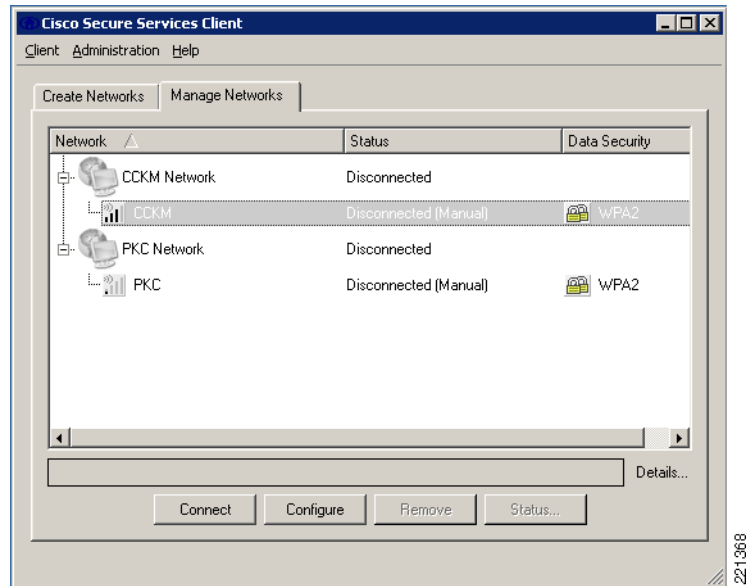 Cisco Secure Services Client
Client Administration Help
Create Networks Manage Networks
Network Status Data Security
CCKM Network Disconnected
CCKM Disconnected (Manual) WPA2
PKC Network Disconnected
PKC Disconnected (Manual) WPA2
Details...
Connect Configure Remove Status...
221368